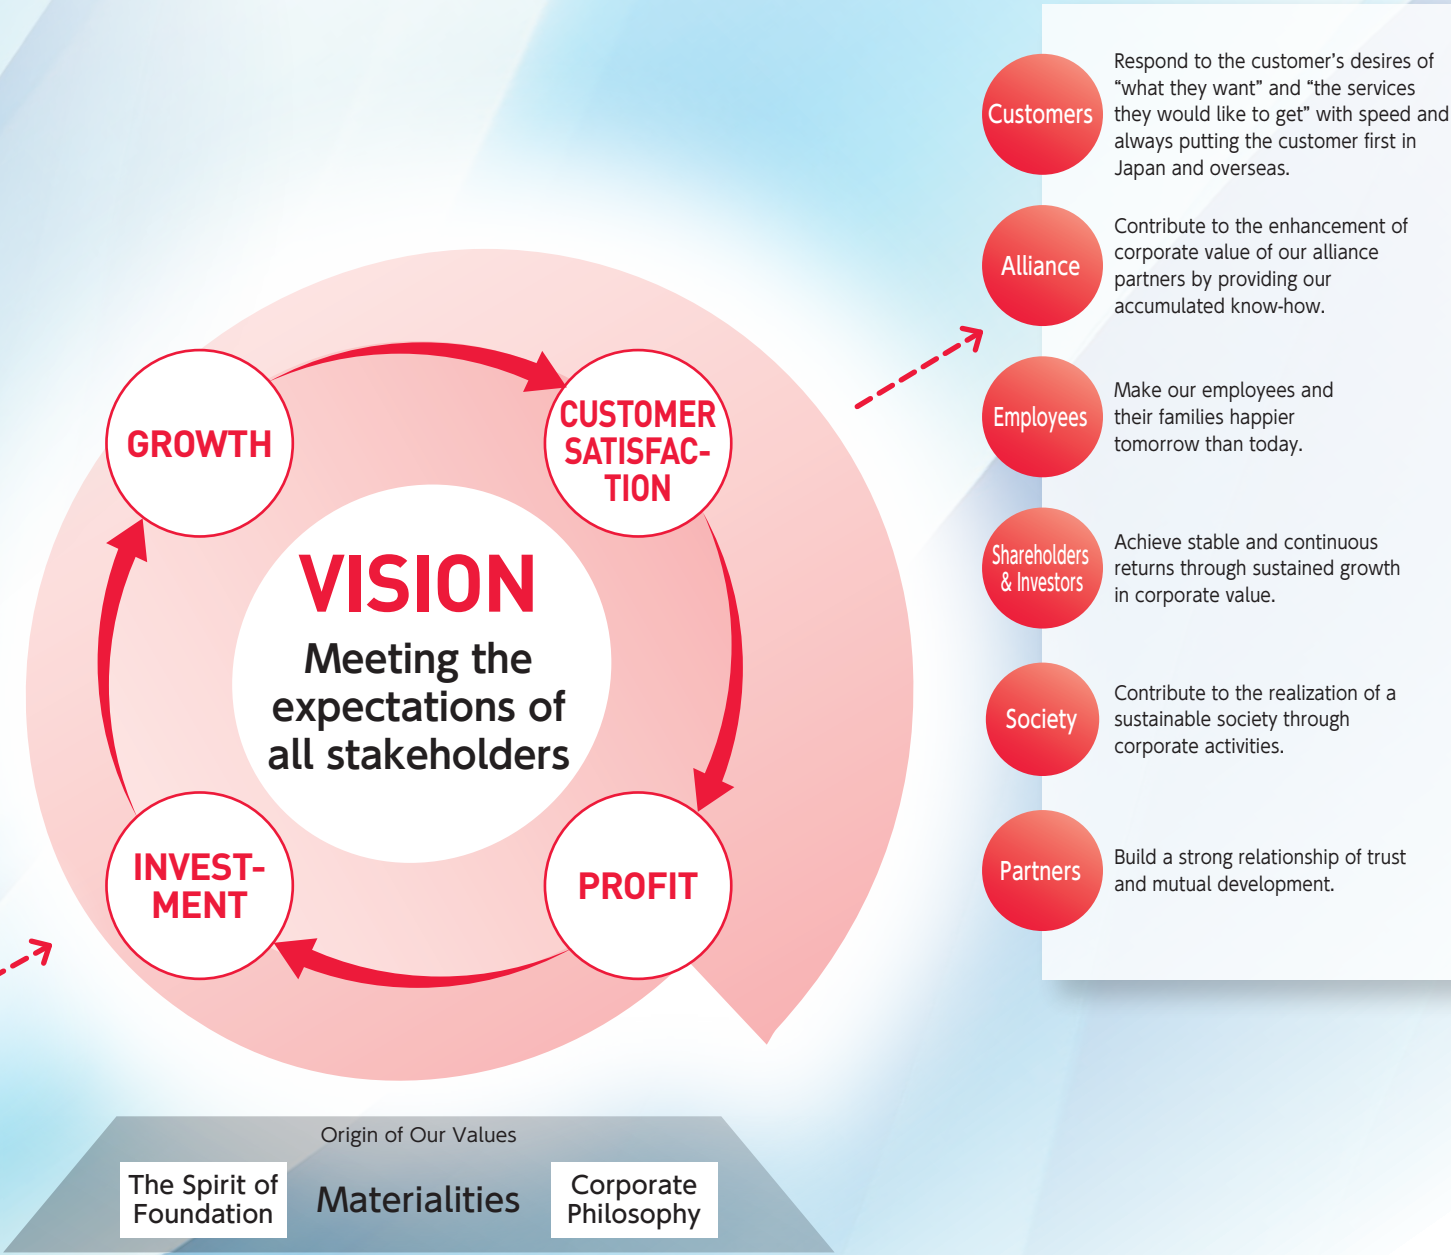 GROWTH
CUSTOMER
SATISFAC-
TION
VISION
Meeting the
expectations of
all stakeholders
INVEST-
MENT
PROFIT
Origin of Our Values
The Spirit of
Foundation
Materialities
Corporate
Philosophy
Customers
Respond to the customer’s desires of
“what they want” and “the services
they would like to get” with speed and
always putting the customer first in
Japan and overseas.
Alliance
Contribute to the enhancement of
corporate value of our alliance
partners by providing our
accumulated know-how.
Employees
Make our employees and
their families happier
tomorrow than today.
Shareholders
& Investors
Achieve stable and continuous
returns through sustained growth
in corporate value.
Society
Contribute to the realization of a
sustainable society through
corporate activities.
Partners
Build a strong relationship of trust
and mutual development.